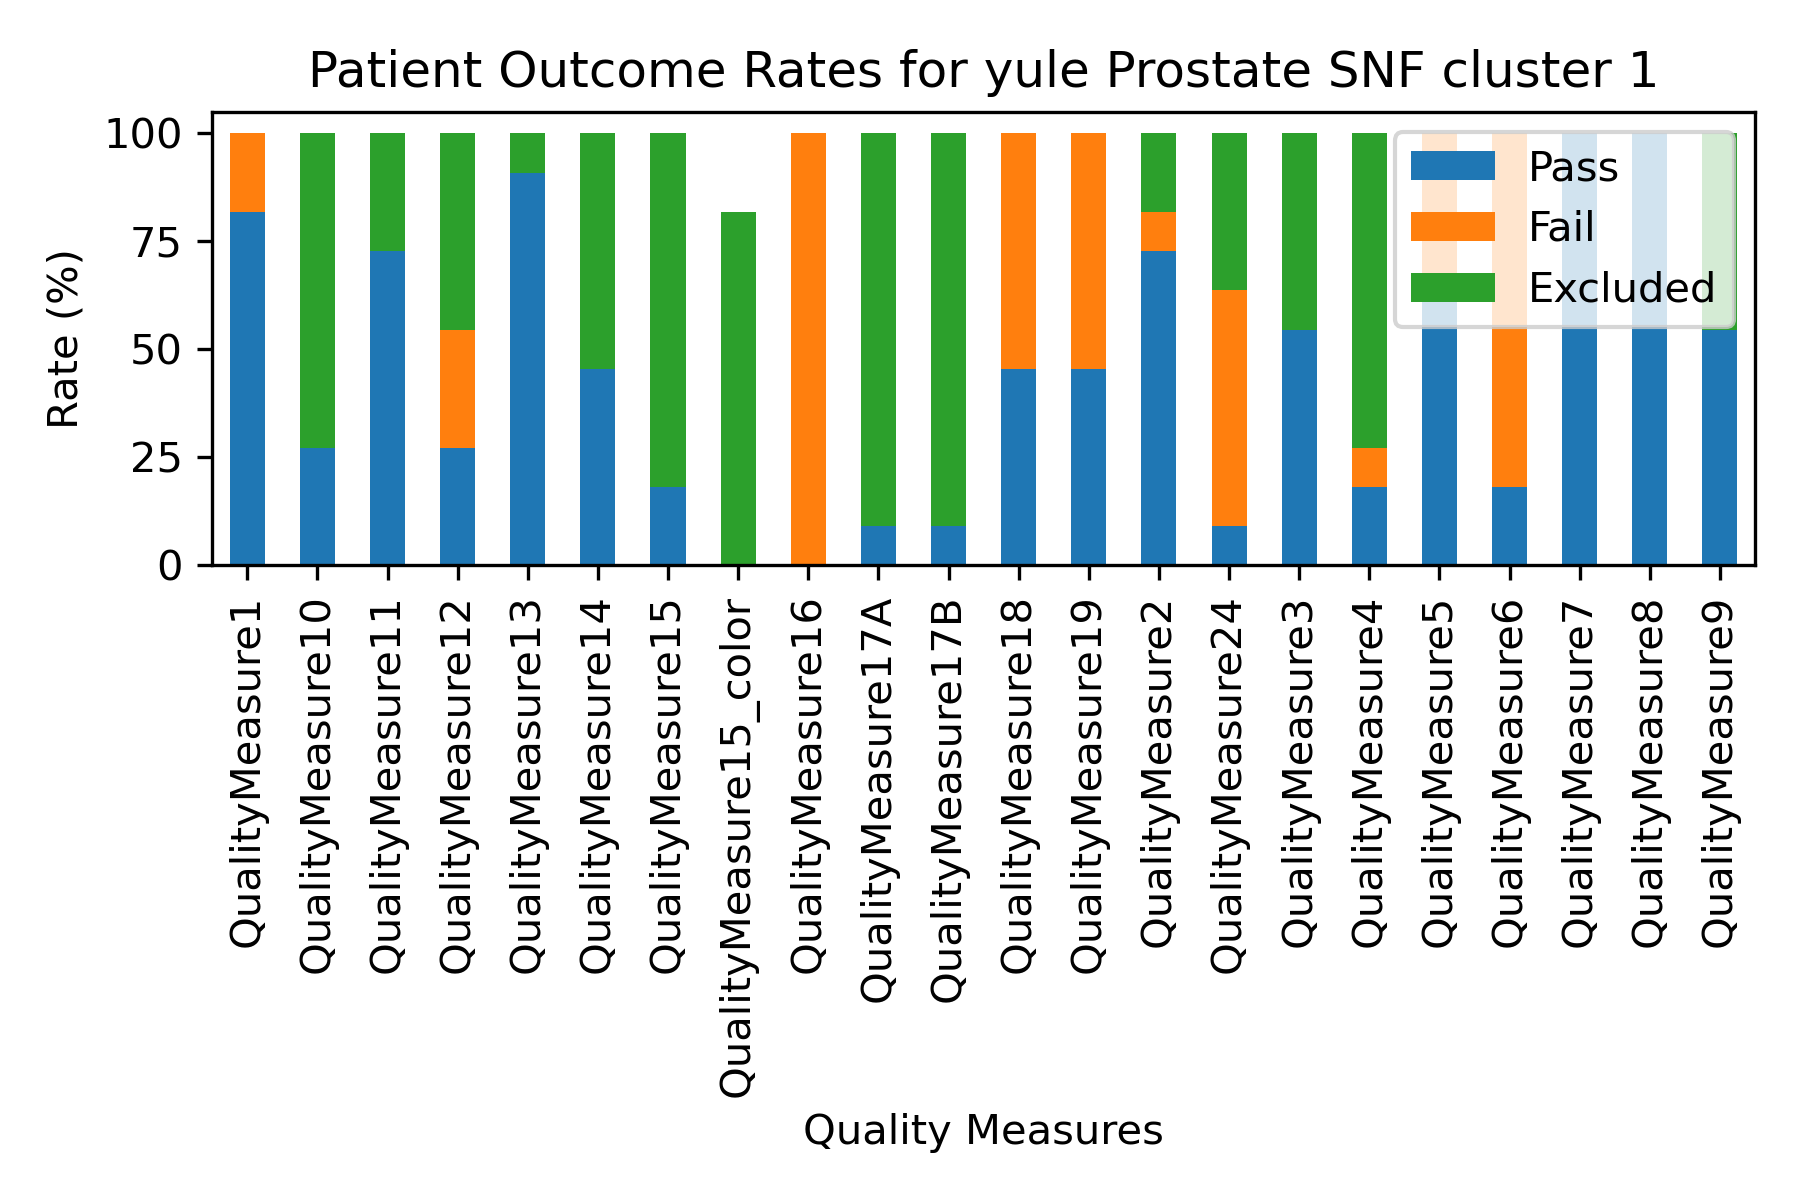 Patient Outcome Rates for yule Prostate SNF cluster 1
Rate (%)
100
75
50
25
0
Pass
Fail
Excluded
QualityMeasure1
QualityMeasure10
QualityMeasure11
QualityMeasure12
QualityMeasure13
QualityMeasure14
QualityMeasure15
QualityMeasure15_color
QualityMeasure16
QualityMeasure17A
QualityMeasure17B
QualityMeasure18
QualityMeasure19
QualityMeasure2
QualityMeasure24
QualityMeasure3
QualityMeasure4
QualityMeasure5
QualityMeasure6
QualityMeasure7
QualityMeasure8
QualityMeasure9
Quality Measures